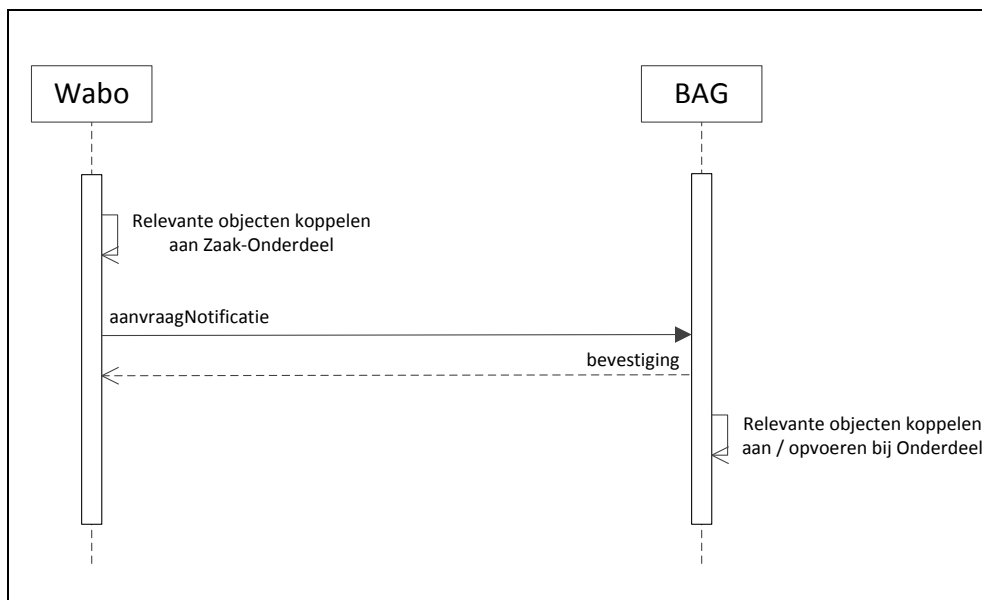 Wabo
BAG
Relevante objecten koppelen
aan Zaak-Onderdeel
aanvraagNotificatie
bevestiging
Relevante objecten koppelen
aan / opvoeren bij Onderdeel